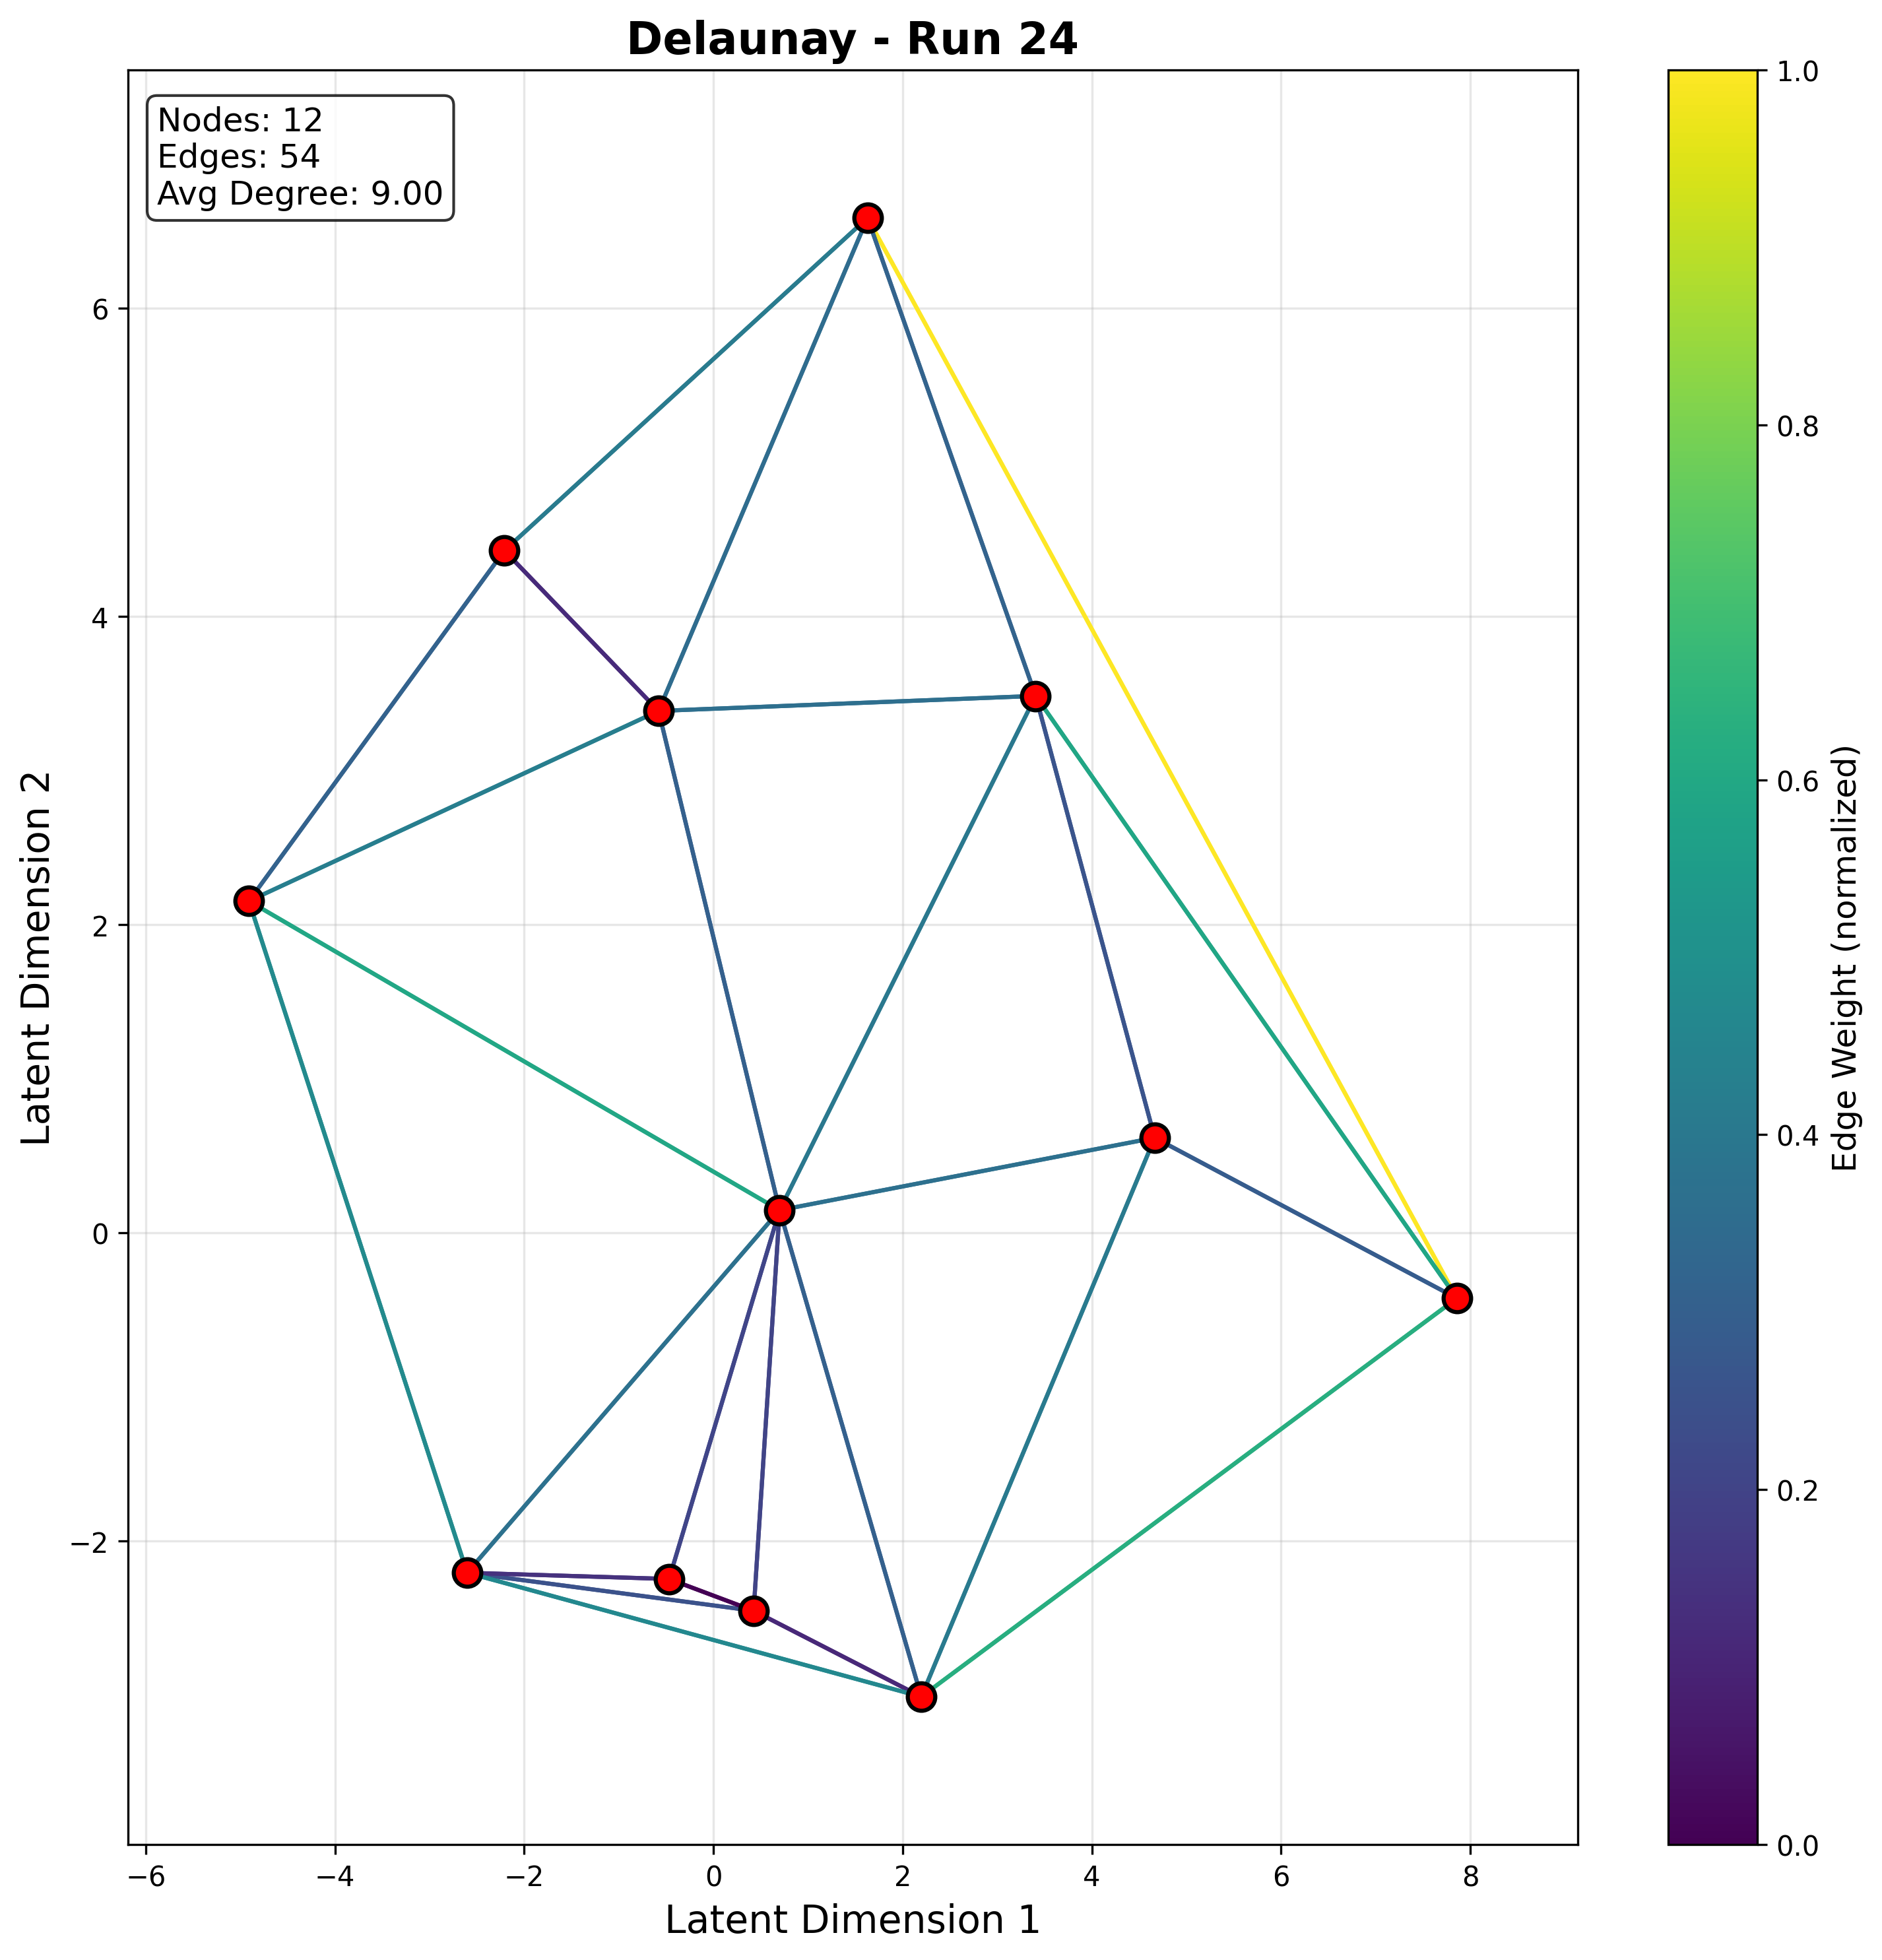 Delaunay - Run 24
Nodes: 12
Edges: 54
Avg Degree: 9.00
6
4
2
0
−2
−6
−4
−2
0
2
4
6
8
Latent Dimension 1
Latent Dimension 2
1.0
0.8
0.6
0.4
0.2
0.0
Edge Weight (normalized)